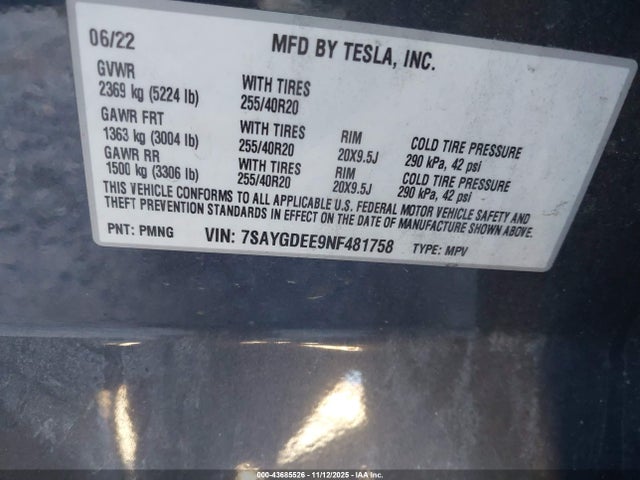 06/22 MFD BY TESLA, INC.
GVWR
2369 kg (5224 lb) WITH TIRES 255/40R20
GAWR FRT
1363 kg (3004 lb) WITH TIRES 255/40R20 RIM 20X9.5J COLD TIRE PRESSURE 290 kPa, 42 psi
GAWR RR
1500 kg (3306 lb) WITH TIRES 255/40R20 RIM 20X9.5J COLD TIRE PRESSURE 290 kPa, 42 psi
THIS VEHICLE CONFORMS TO ALL APPLICABLE U.S. FEDERAL MOTOR VEHICLE SAFETY AND
THEFT PREVENTION STANDARDS IN EFFECT ON THE DATE OF MANUFACTURE SHOWN ABOVE.
PNT: PMNG VIN: 7SAYGDEE9NF481758 TYPE: MPV
000-43685526 - 11/12/2025 - IAAI.COM